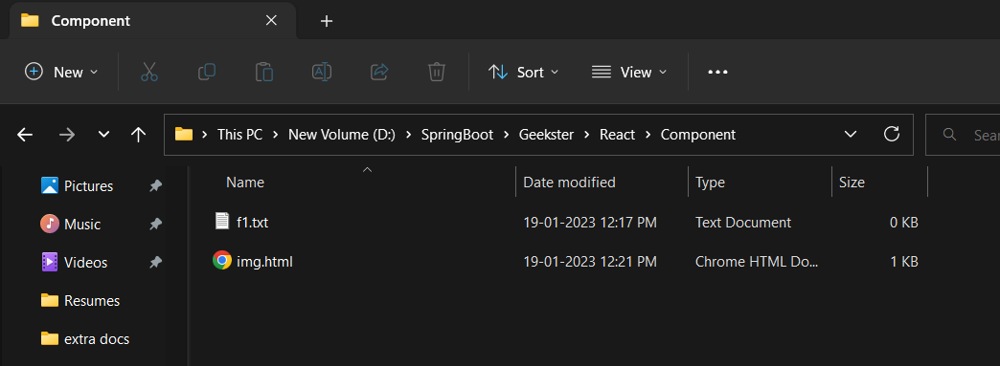 Component
New Sort View
This PC New Volume (D:) SpringBoot Geekster React Component
Name Date modified Type Size
Pictures
Music
Videos
Resumes
extra docs
f1.txt 19-01-2023 12:17 PM Text Document 0 KB
img.html 19-01-2023 12:21 PM Chrome HTML Do... 1 KB